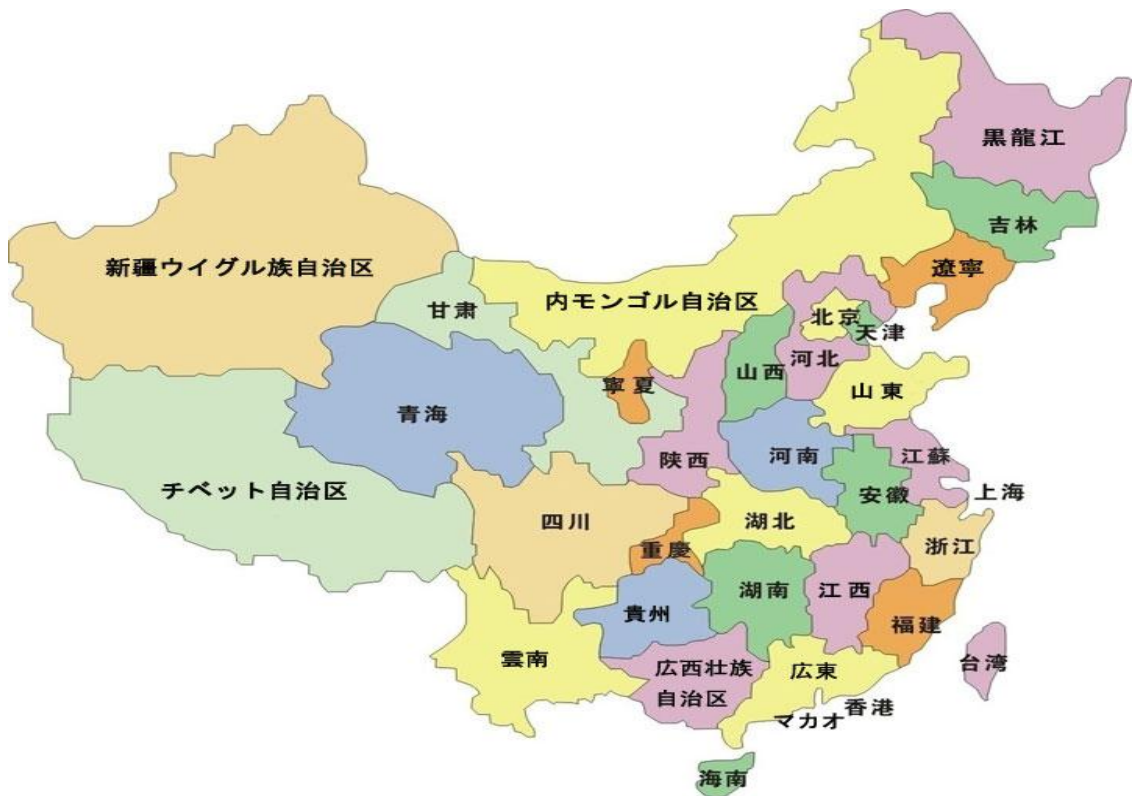 黒龍江
吉林
遼寧
新疆ウイグル族自治区
内モンゴル自治区
甘肃
北京
天津
河北
山西
寧夏
山東
青海
陕西
河南
江蘇
チベット自治区
安徽
上海
四川
湖北
重慶
浙江
湖南
江西
貴州
福建
雲南
広西壮族
自治区
広東
台湾
香港
マカオ
海南